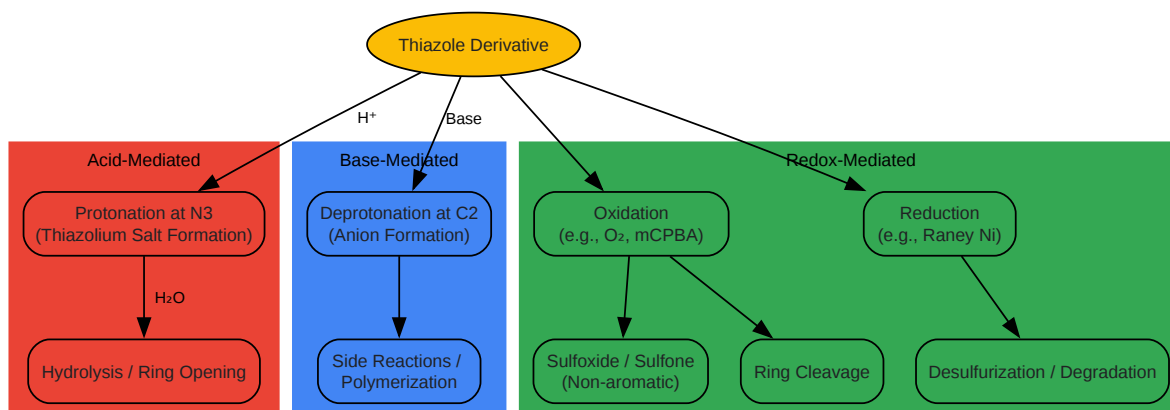 Thiazole Derivative
H⁺
Base
Acid-Mediated
Base-Mediated
Redox-Mediated
Protonation at N3
(Thiazolium Salt Formation)
Deprotonation at C2
(Anion Formation)
Oxidation
(e.g., O₂, mCPBA)
Reduction
(e.g., Raney Ni)
H₂O
Hydrolysis / Ring Opening
Side Reactions /
Polymerization
Sulfoxide / Sulfone
(Non-aromatic)
Ring Cleavage
Desulfurization / Degradation